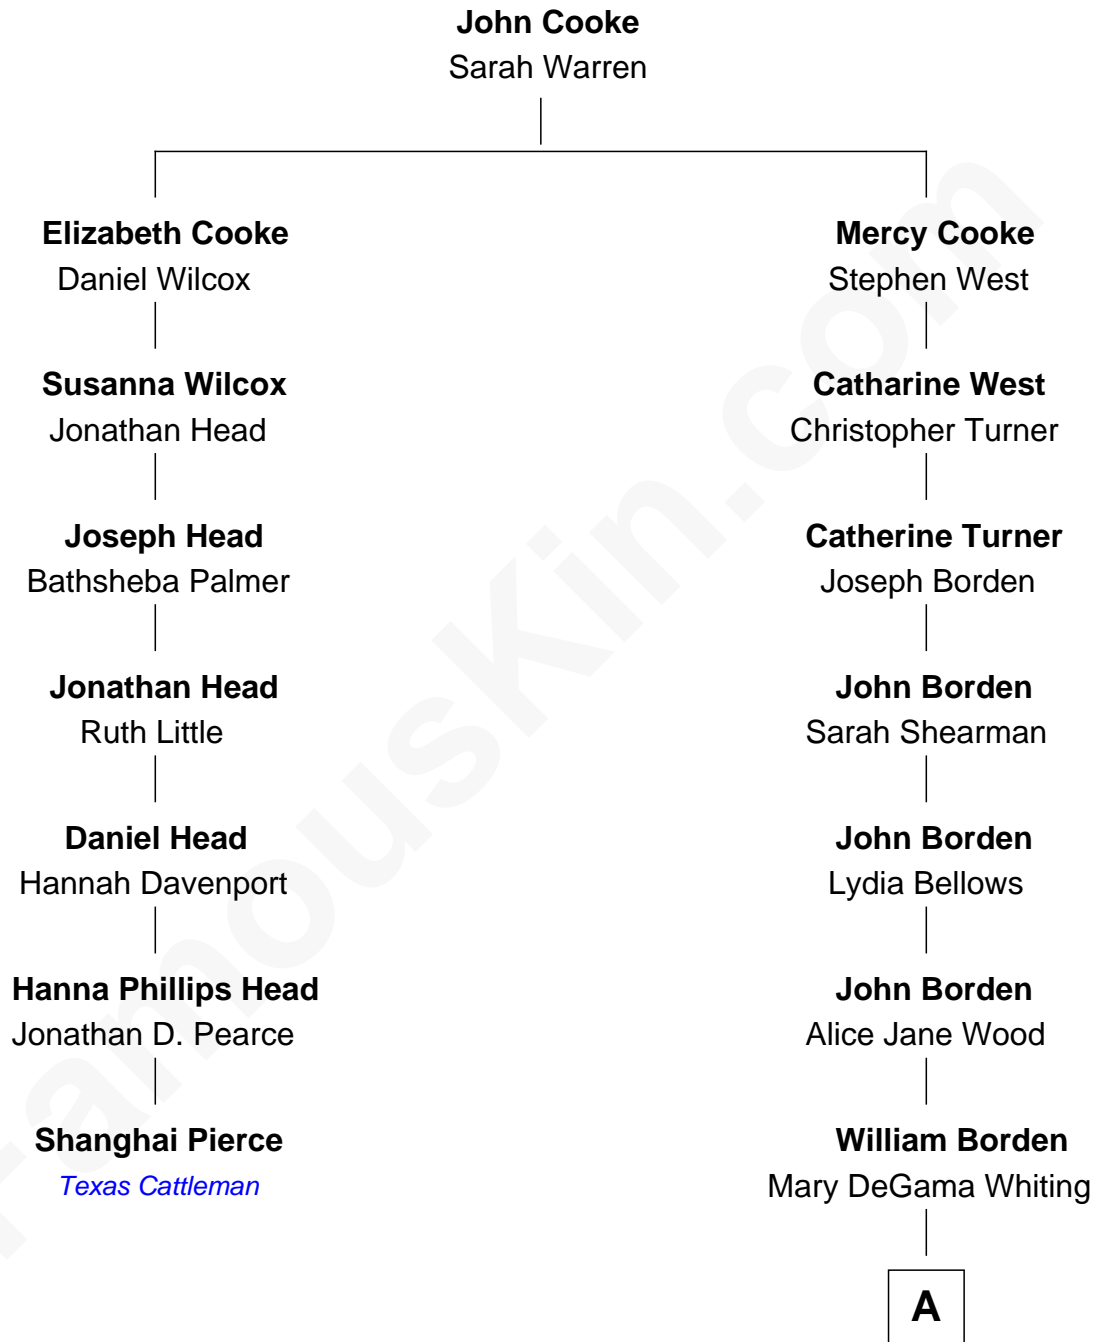 John Cooke
Sarah Warren
Elizabeth Cooke
Daniel Wilcox
Mercy Cooke
Stephen West
Susanna Wilcox
Jonathan Head
Catharine West
Christopher Turner
Joseph Head
Bathsheba Palmer
Catherine Turner
Joseph Borden
Jonathan Head
Ruth Little
John Borden
Sarah Shearman
Daniel Head
Hannah Davenport
John Borden
Lydia Bellows
Hanna Phillips Head
Jonathan D. Pearce
John Borden
Alice Jane Wood
Shanghai Pierce
Texas Cattleman
William Borden
Mary DeGama Whiting
A
FamousKin.com